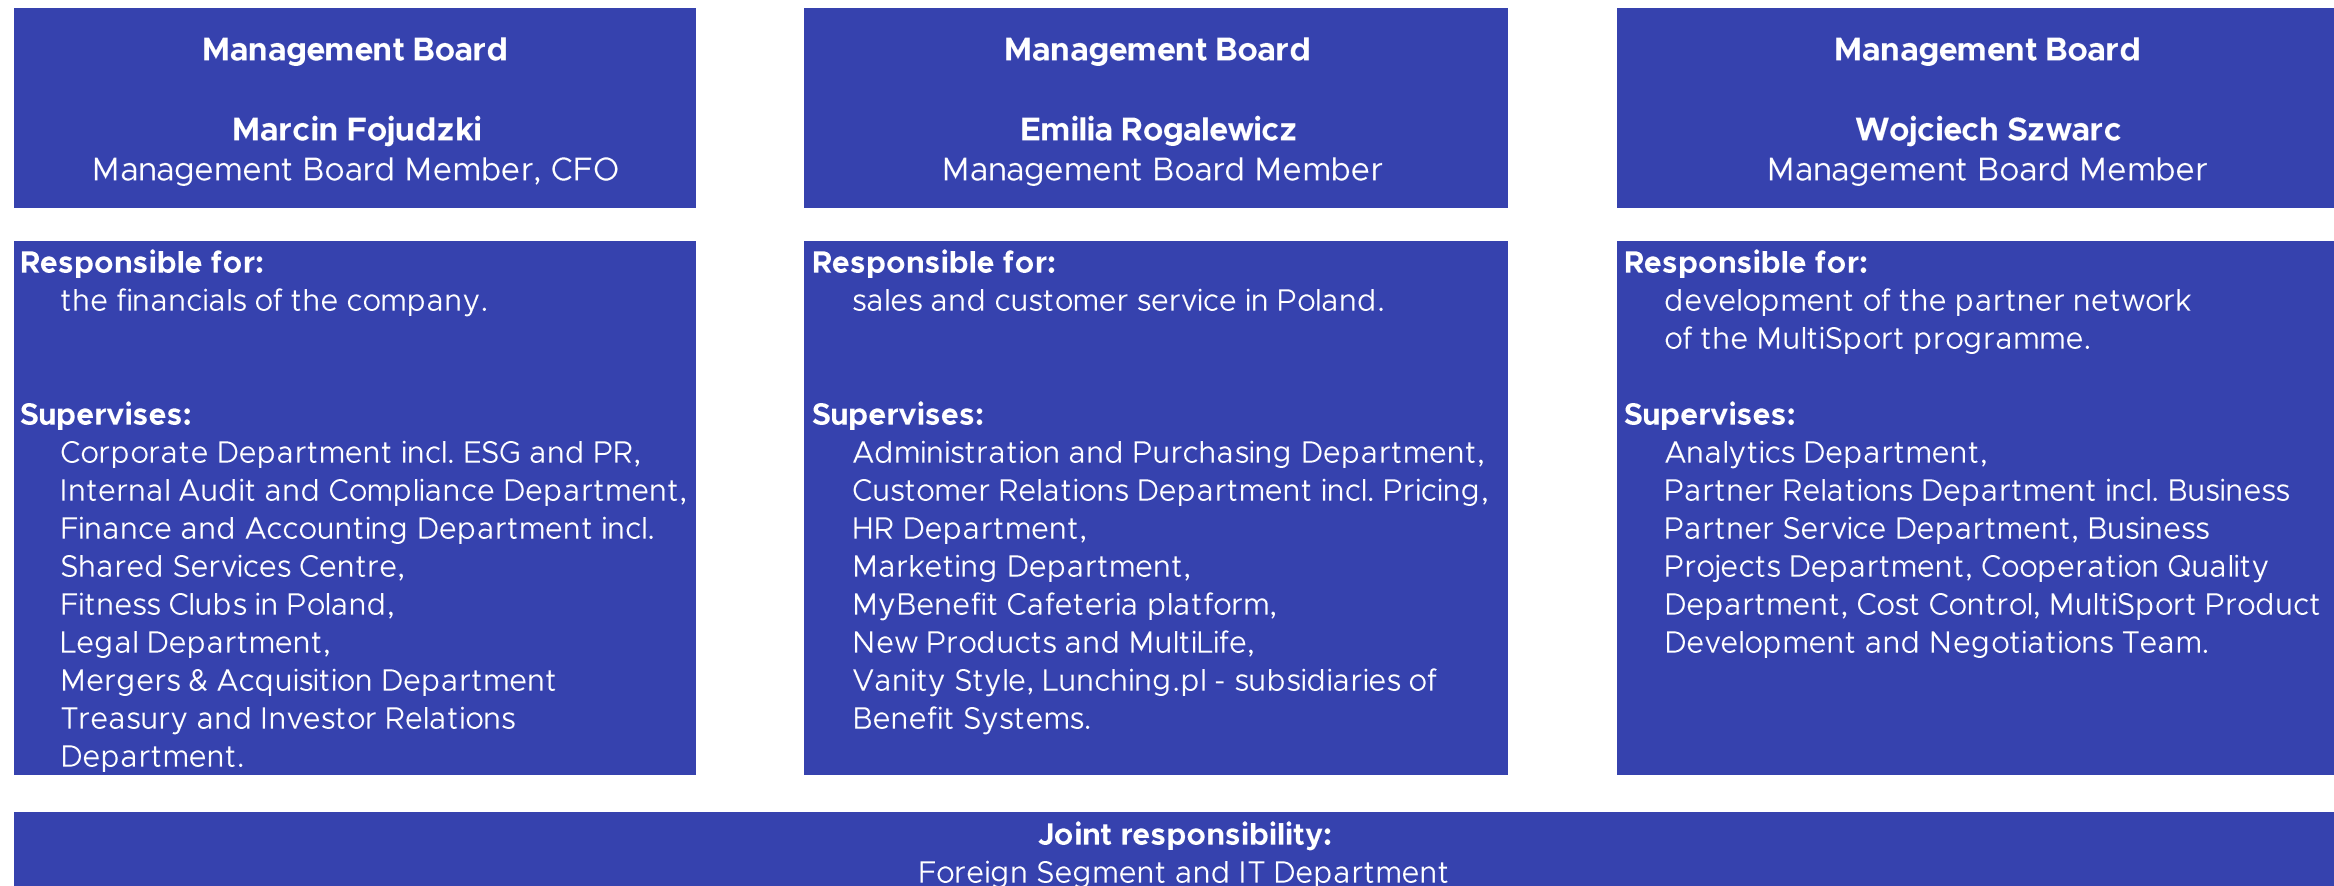 Management Board
Marcin Fojudzki
Management Board Member, CFO
Responsible for:
the financials of the company.
Supervises:
Corporate Department incl. ESG and PR,
Internal Audit and Compliance Department,
Finance and Accounting Department incl.
Shared Services Centre,
Fitness Clubs in Poland,
Legal Department,
Mergers & Acquisition Department
Treasury and Investor Relations
Department.
Management Board
Emilia Rogalewicz
Management Board Member
Responsible for:
sales and customer service in Poland.
Supervises:
Administration and Purchasing Department,
Customer Relations Department incl. Pricing,
HR Department,
Marketing Department,
MyBenefit Cafeteria platform,
New Products and MultiLife,
Vanity Style, Lunching.pl - subsidiaries of
Benefit Systems.
Management Board
Wojciech Szwarc
Management Board Member
Responsible for:
development of the partner network
of the MultiSport programme.
Supervises:
Analytics Department,
Partner Relations Department incl. Business
Partner Service Department, Business
Projects Department, Cooperation Quality
Department, Cost Control, MultiSport Product
Development and Negotiations Team.
Joint responsibility:
Foreign Segment and IT Department